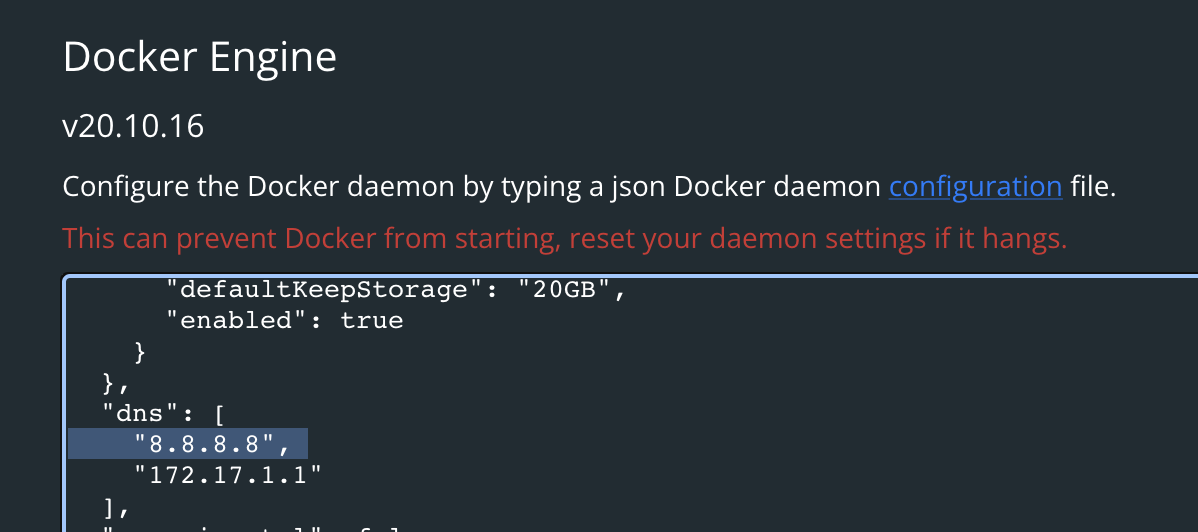 Docker Engine
v20.10.16
Configure the Docker daemon by typing a json Docker daemon configuration file.
This can prevent Docker from starting, reset your daemon settings if it hangs.
"defaultKeepStorage": "20GB",
"enabled": true
}
},
"dns": [
"8.8.8.8",
"172.17.1.1"
],